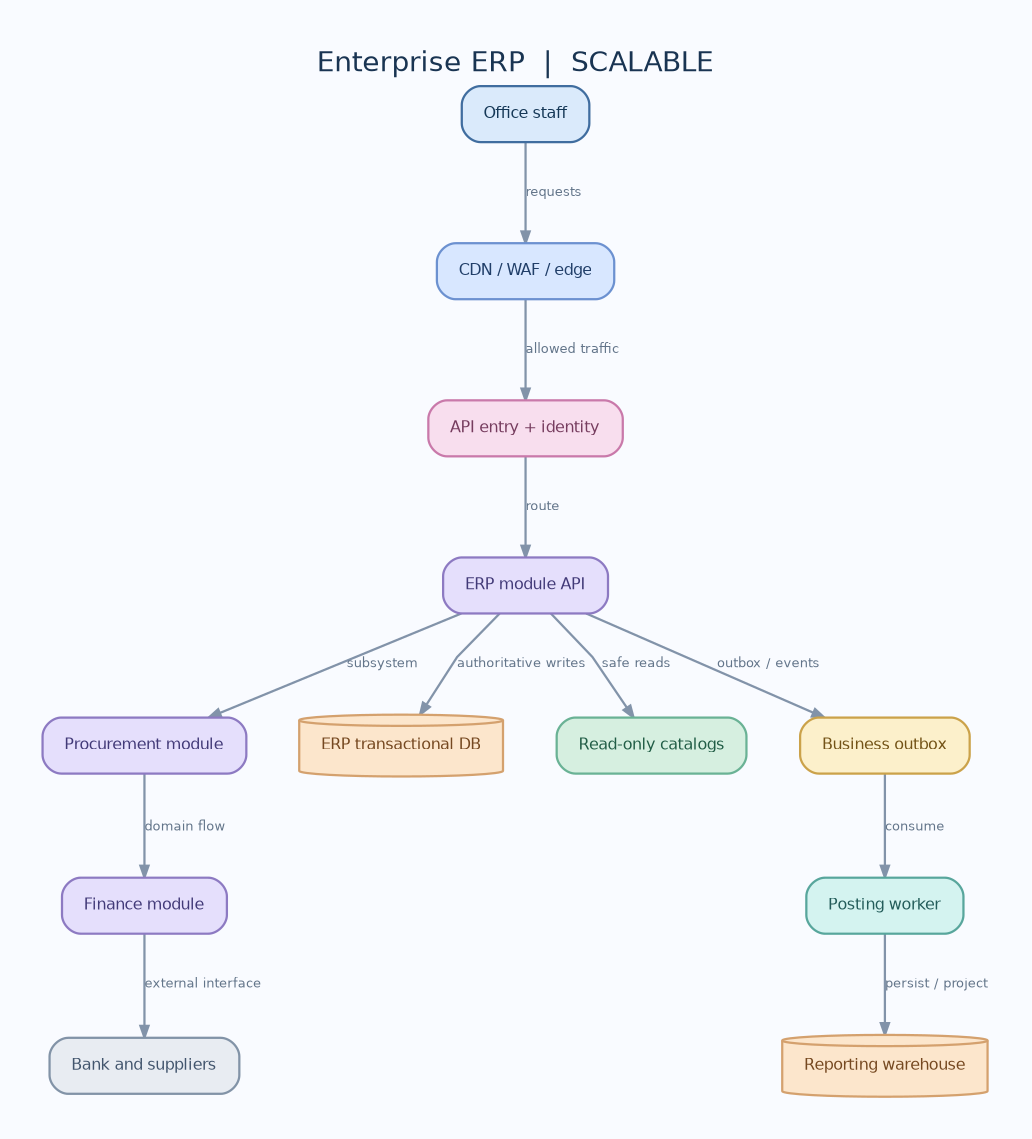 Enterprise ERP  |  SCALABLE
Office staff
requests
CDN / WAF / edge
allowed traffic
API entry + identity
route
ERP module API
subsystem
authoritative writes
safe reads
outbox / events
Procurement module
ERP transactional DB
Read-only catalogs
Business outbox
domain flow
consume
Finance module
Posting worker
external interface
persist / project
Bank and suppliers
Reporting warehouse